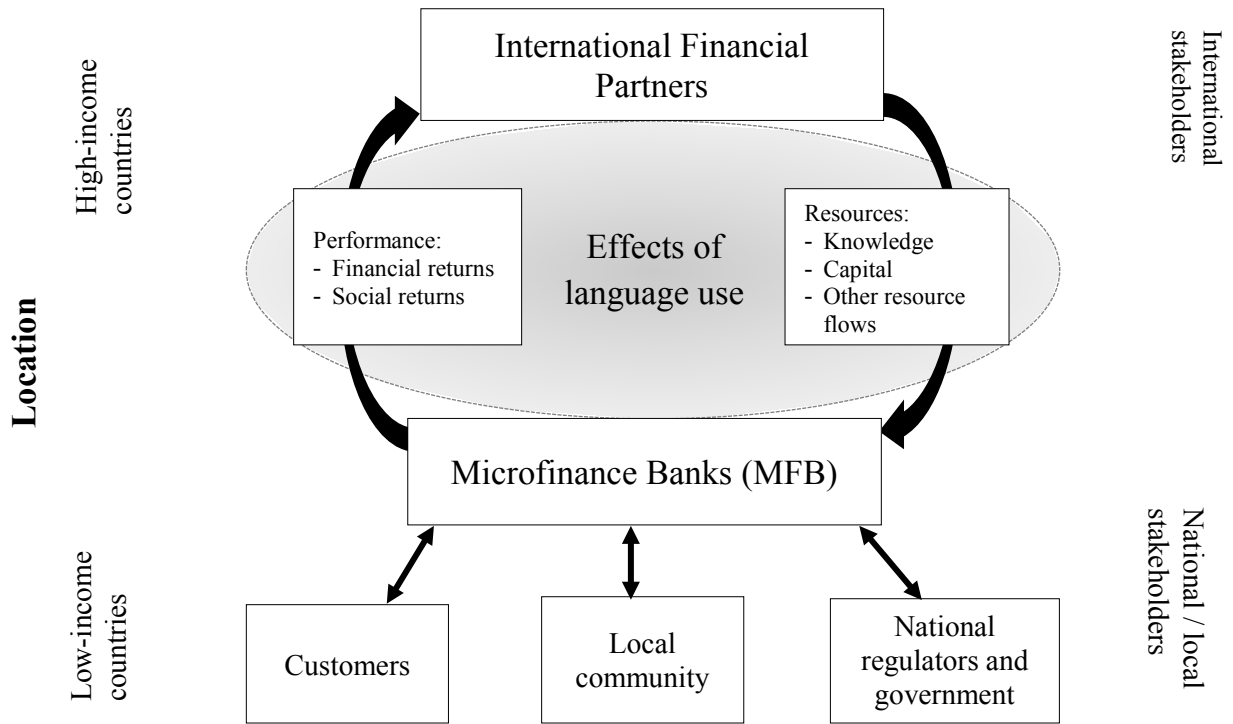 International Financial
Partners
High-income
countries
International
stakeholders
Performance:
- Financial returns
- Social returns
Effects of
language use
Resources:
- Knowledge
- Capital
- Other resource
flows
Location
Microfinance Banks (MFB)
Low-income
countries
National / local
stakeholders
Customers
Local
community
National
regulators and
government